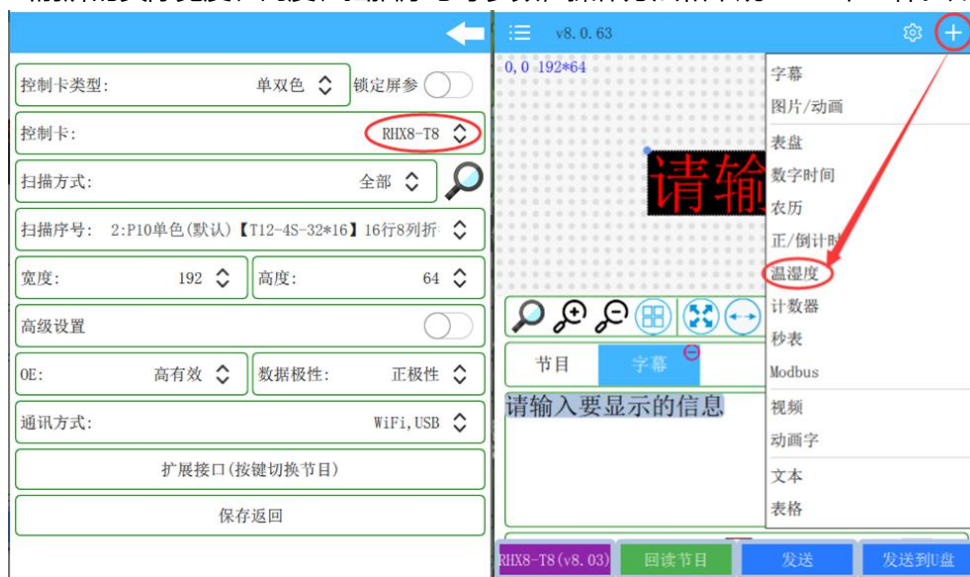 控制卡类型: 单双色 锁定屏参
控制卡: RHX8-T8
扫描方式: 全部
扫描序号: 2:P10单色(默认)【T12-4S-32*16】16行8列折
宽度: 192 高度: 64
高级设置
OE: 高有效 数据极性: 正极性
通讯方式: WiFi,USB
扩展接口(按键切换节目)
保存返回
v8.0.63
0,0 192*64
请输
字幕
图片/动画
表盘
数字时间
农历
正/倒计时
温湿度
计数器
秒表
Modbus
视频
动画字
文本
表格
节目 字幕
请输入要显示的信息
RHX8-T8(v8.03) 回读节目 发送 发送到U盘